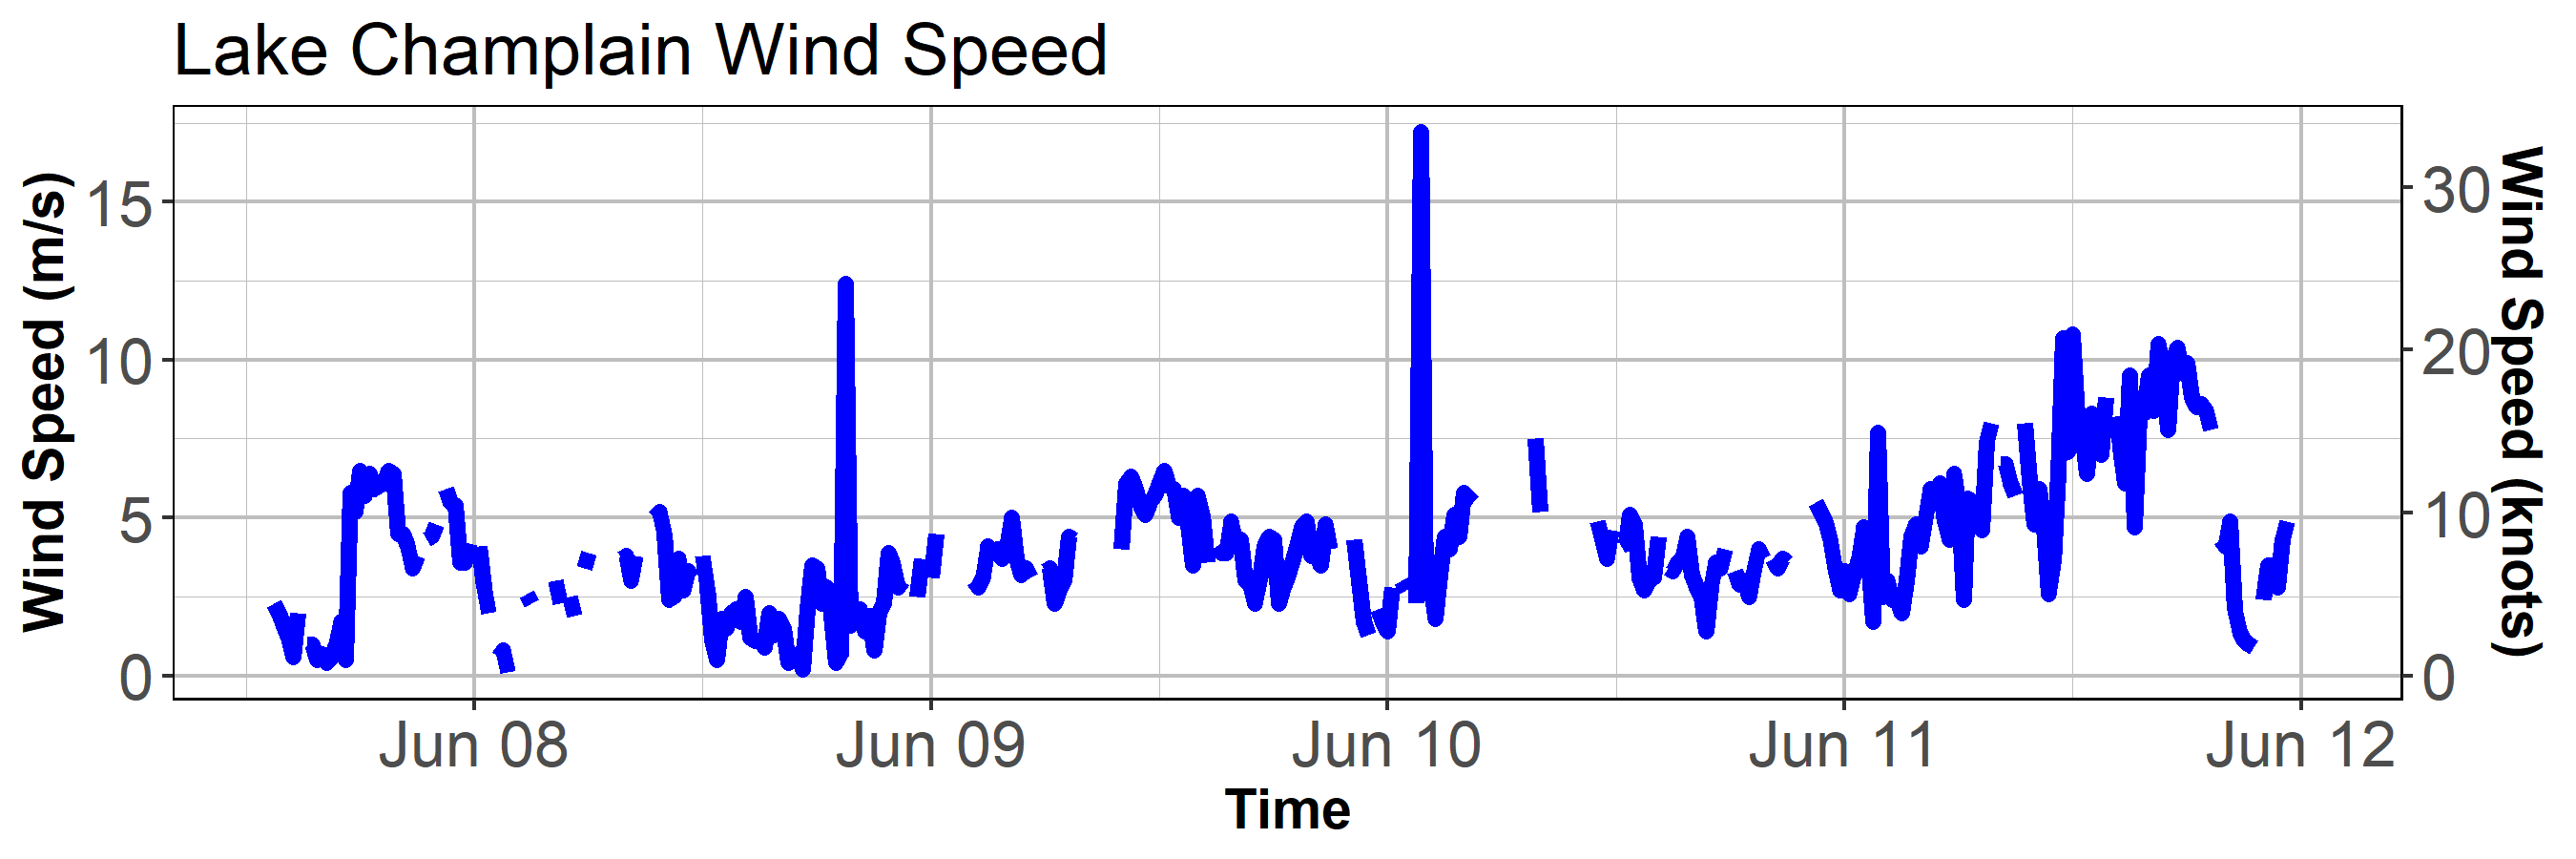 Lake Champlain Wind Speed
Wind Speed (m/s)
15
10
5
0
30
20
10
0
Wind Speed (knots)
Jun 08 Jun 09 Jun 10 Jun 11 Jun 12
Time